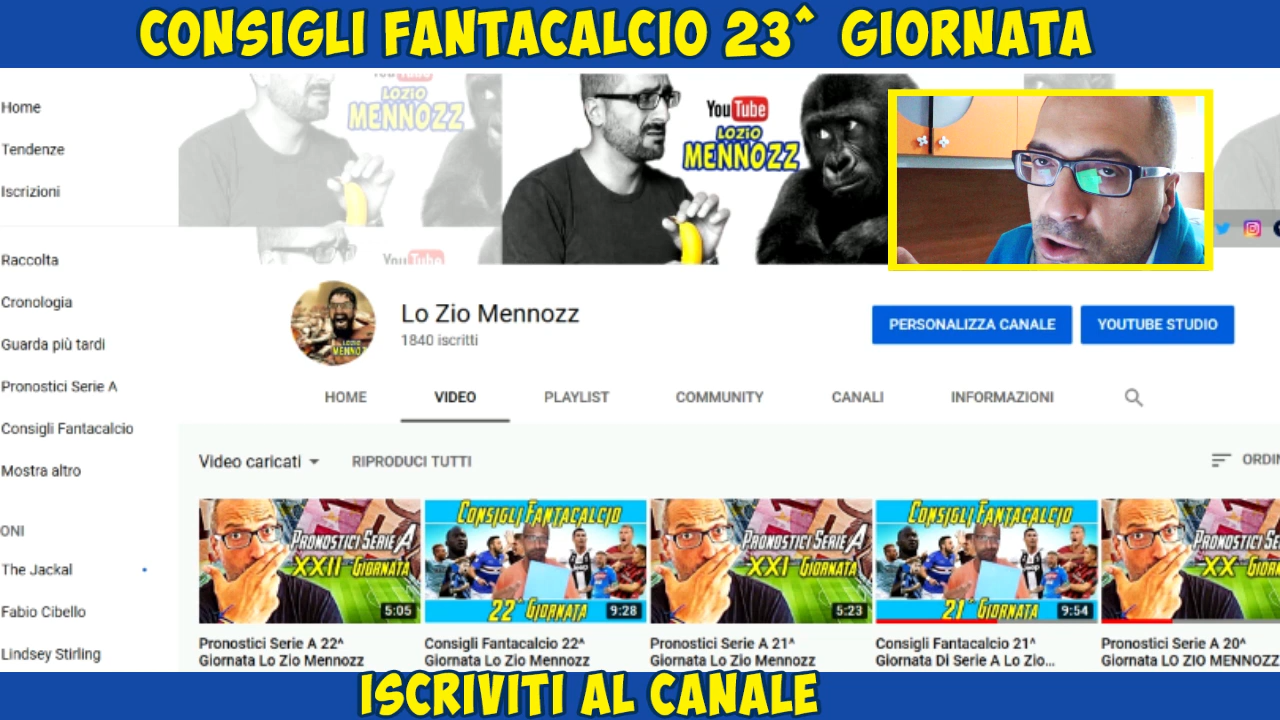 CONSIGLI FANTACALCIO 23^ GIORNATA
Home
Tendenze
Iscrizioni
Raccolta
Cronologia
Guarda più tardi
Pronostici Serie A
Consigli Fantacalcio
Mostra altro
ONI
The Jackal
Fabio Cibello
Lindsey Stirling
YouTube
LOZIO
MENNOZZ
YouTube
LOZIO
MENNOZZ
YouTube
Lo Zio Mennozz
1840 iscritti
PERSONALIZZA CANALE
YOUTUBE STUDIO
HOME VIDEO PLAYLIST COMMUNITY CANALI INFORMAZIONI
Video caricati RIPRODUCI TUTTI
ORDIN
PRONOSTICI SERIE A
XXII GIORNATA
5:05
Pronostici Serie A 22^
Giornata Lo Zio Mennozz
CONSIGLI FANTACALCIO
22^ GIORNATA
9:28
Consigli Fantacalcio 22^
Giornata Lo Zio Mennozz
PRONOSTICI SERIE A
XXI GIORNATA
5:23
Pronostici Serie A 21^
Giornata Lo Zio Mennozz
CONSIGLI FANTACALCIO
21^ GIORNATA
9:54
Consigli Fantacalcio 21^
Giornata Di Serie A Lo Zio...
PRONOSTICI SE
XX GIORN
Pronostici Serie A 20^
Giornata LO ZIO MENNOZZ
ISCRIVITI AL CANALE